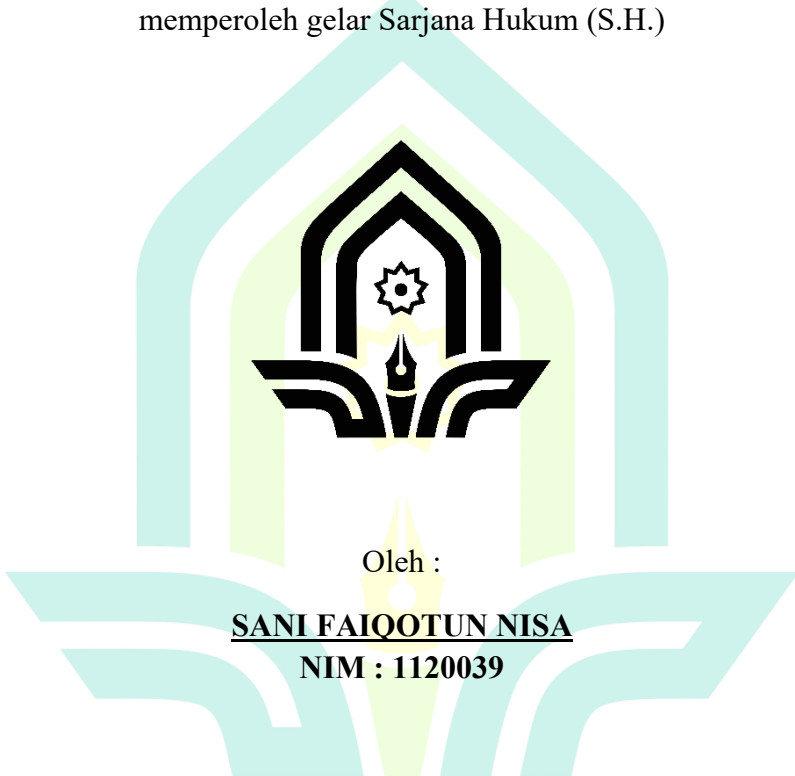 memperoleh gelar Sarjana Hukum (S.H.)
Oleh :
SANI FAIQOTUN NISA
NIM : 1120039